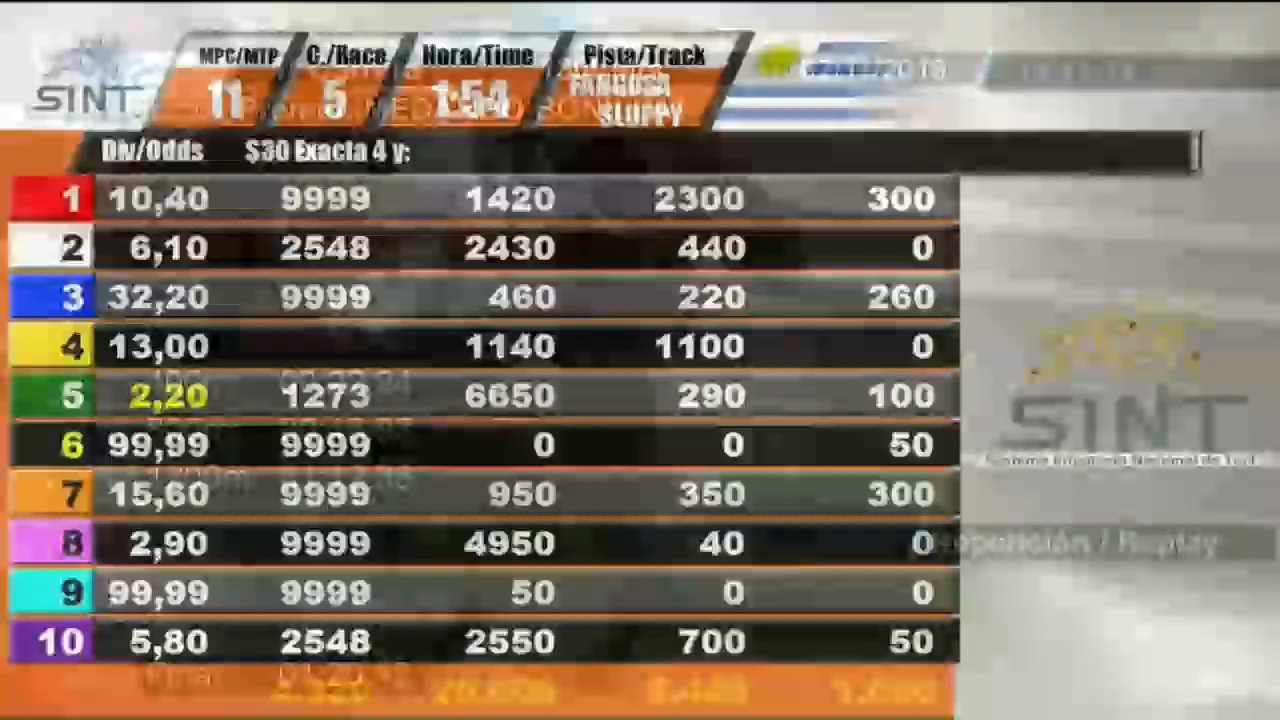 SINT
MPC/MTP C./Race Hora/Time Pista/Track
11 5 1:54 FANGOSA
SLOPPY
Div/Odds $30 Exacta 4 y:
1 10,40 9999 1420 2300 300
2 6,10 2548 2430 440 0
3 32,20 9999 460 220 260
4 13,00 1140 1100 0
5 2,20 1273 6650 290 100
6 99,99 9999 0 0 50
7 15,60 9999 950 350 300
8 2,90 9999 4950 40 0
9 99,99 9999 50 0 0
10 5,80 2548 2550 700 50
SINT
Repetición / Replay